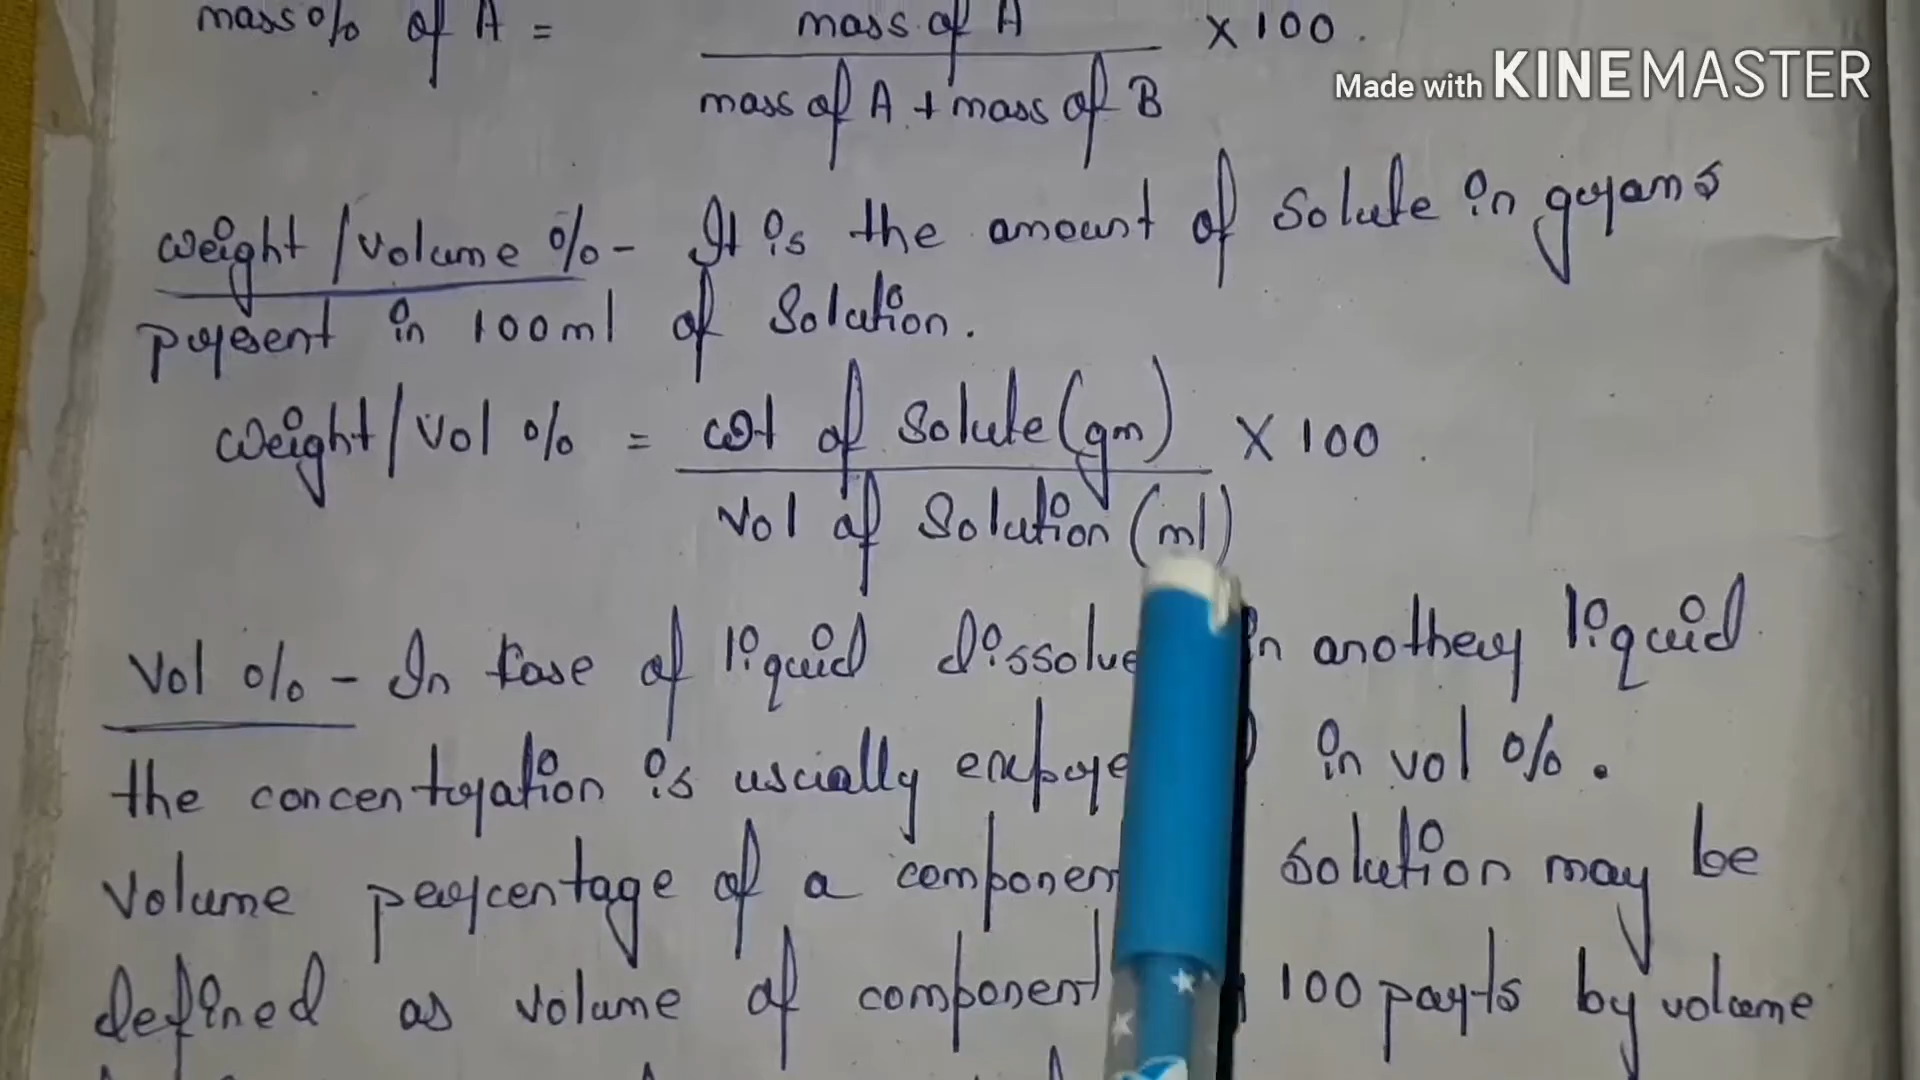 mass% of A = mass of A × 100.
mass of A + mass of B
Made with KINEMASTER
weight/volume % - It is the amount of solute in grams
present in 100ml of Solution.
weight/vol % = wt of Solute (gm) × 100.
Vol of Solution (ml)
Vol % - In case of liquid dissolve in another liquid
the concentration is usually in vol %.
Volume percentage of a solution may be
defined as volume of component 100 parts by volume